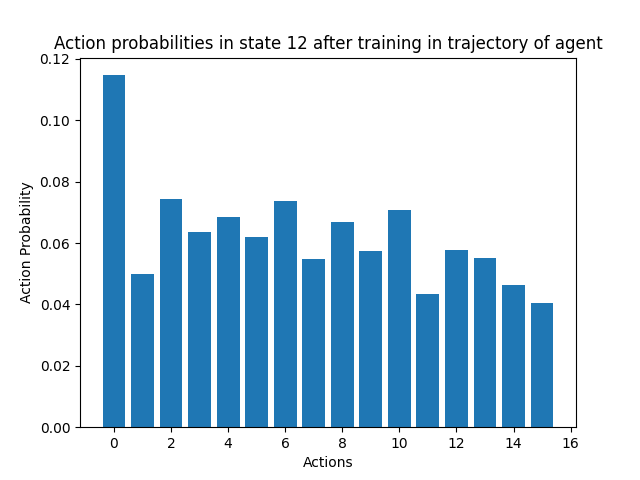 Action probabilities in state 12 after training in trajectory of agent
0.12
0.10
0.08
0.06
0.04
0.02
0.00
Action Probability
0 2 4 6 8 10 12 14 16
Actions